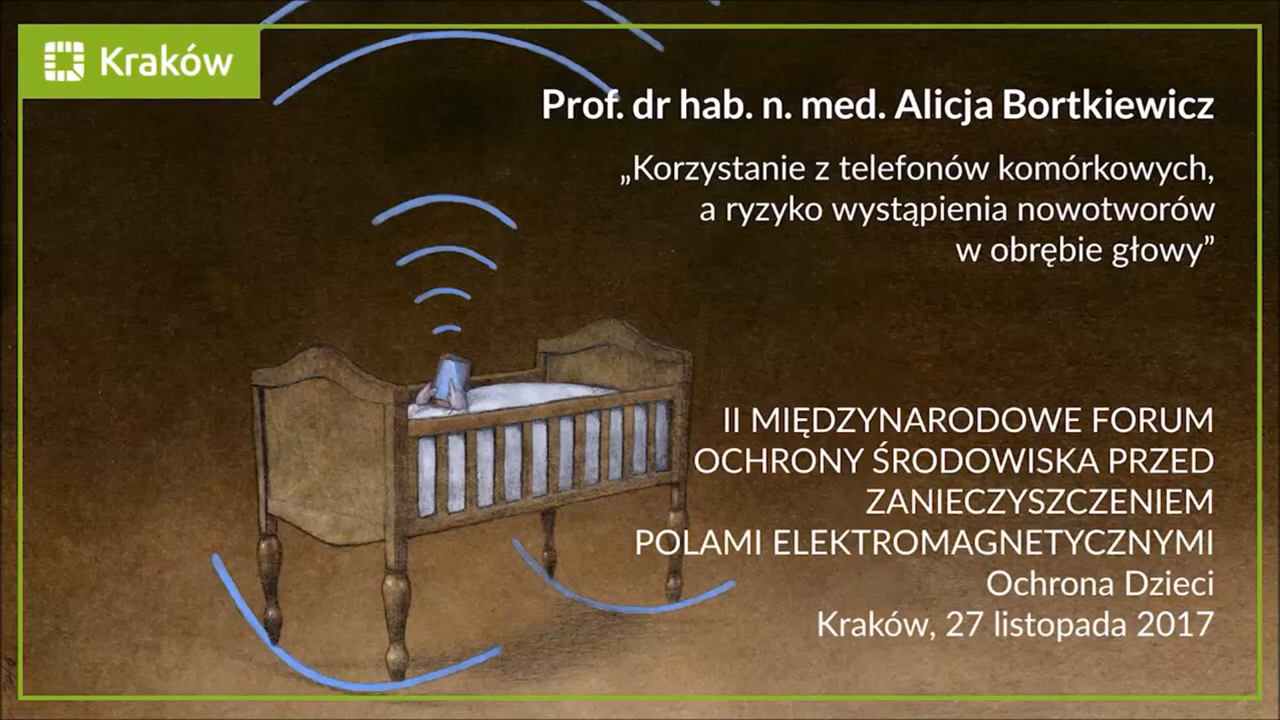 Kraków
Prof. dr hab. n. med. Alicja Bortkiewicz
„Korzystanie z telefonów komórkowych,
a ryzyko wystąpienia nowotworów
w obrębie głowy”
II MIĘDZYNARODOWE FORUM
OCHRONY ŚRODOWISKA PRZED
ZANIECZYSZCZENIEM
POLAMI ELEKTROMAGNETYCZNYMI
Ochrona Dzieci
Kraków, 27 listopada 2017